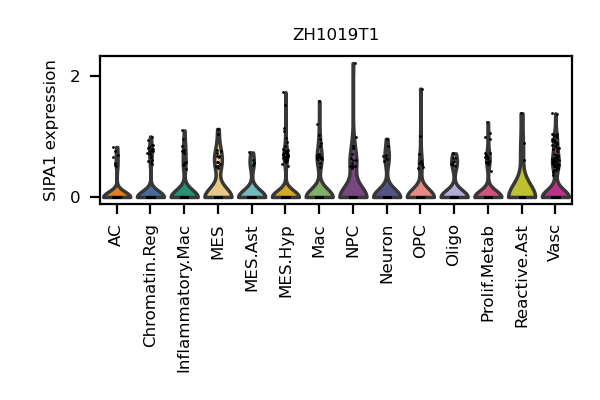 ZH1019T1
SIPA1 expression
2
0
AC
Chromatin.Reg
Inflammatory.Mac
MES
MES.Ast
MES.Hyp
Mac
NPC
Neuron
OPC
Oligo
Prolif.Metab
Reactive.Ast
Vasc